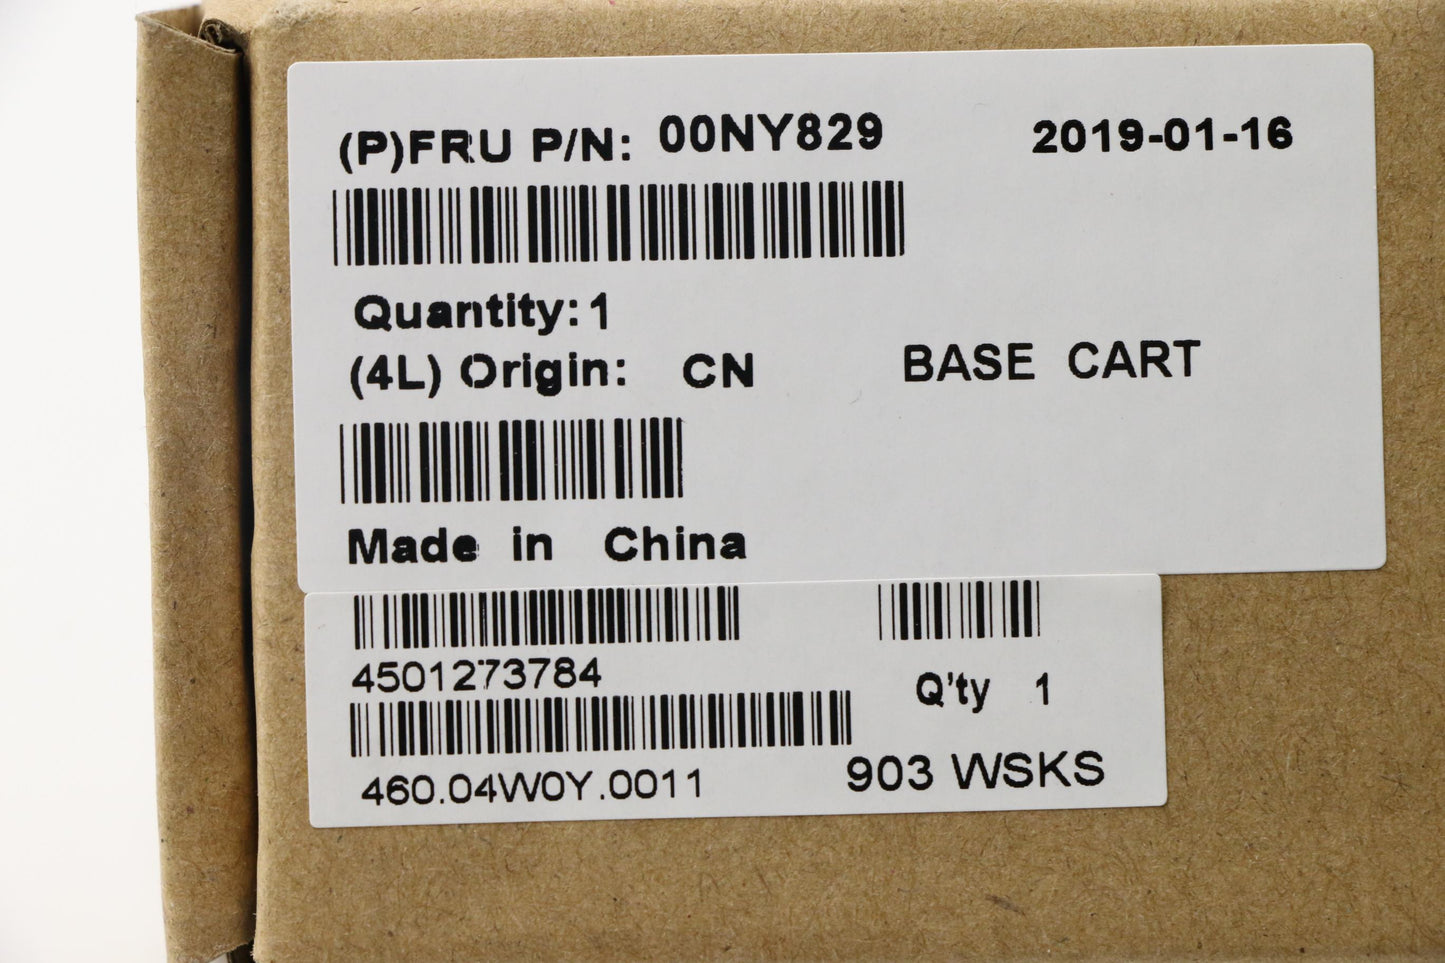 (P)FRU P/N: 00NY829 2019-01-16
Quantity: 1
(4L) Origin: CN BASE CART
Made in China
4501273784
Q'ty 1
460.04W0Y.0011 903 WSKS